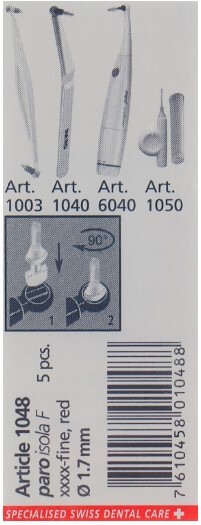 Art. Art. Art. Art.
1003 1040 6040 1050
90°
1 2
Article 1048 5 pcs.
paro isola F
xxxx-fine, red
Ø 1.7 mm
7 610458 010488
SPECIALISED SWISS DENTAL CARE